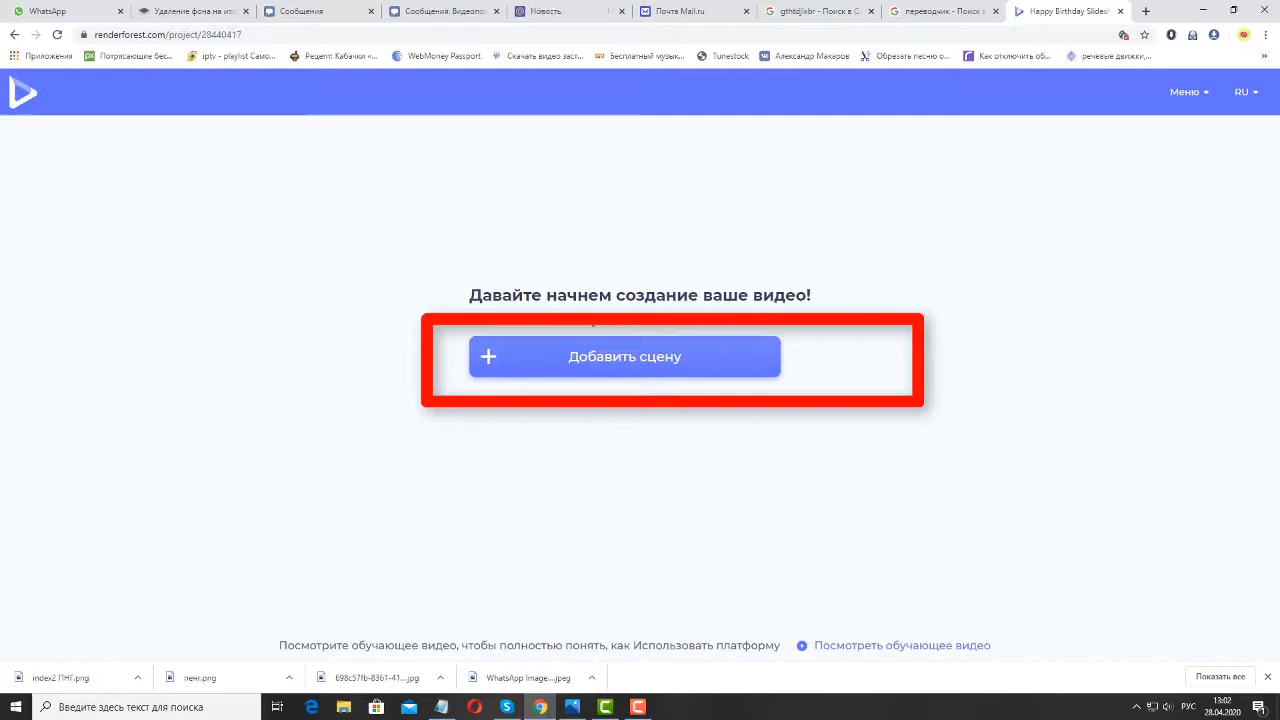 WhatsApp
Удаление фона на из
Сообщения
Сообщения: Видеопо
Новость
Почта Mail.ru
gthtdjlxbr - Поиск в G
переводчик - Поиск
Happy Birthday Slides
renderforest.com/project/28440417
Приложения
Потрясающие бес...
iptv - playlist Само...
Рецепт: Кабачки «...
WebMoney Passport
Скачать видео заст...
Бесплатный музык...
Tunestock
Александр Макаров
Обрезать песню о...
Как отключить об...
речевые движки,...
Меню
RU
Давайте начнем создание ваше видео!
Добавить сцену
Посмотрите обучающее видео, чтобы полностью понять, как Использовать платформу
Посмотреть обучающее видео
index2 ПНГ.png
пенг.png
698c57fb-8361-41...jpg
WhatsApp Image....jpeg
Показать все
Введите здесь текст для поиска
РУС
13:02
28.04.2020